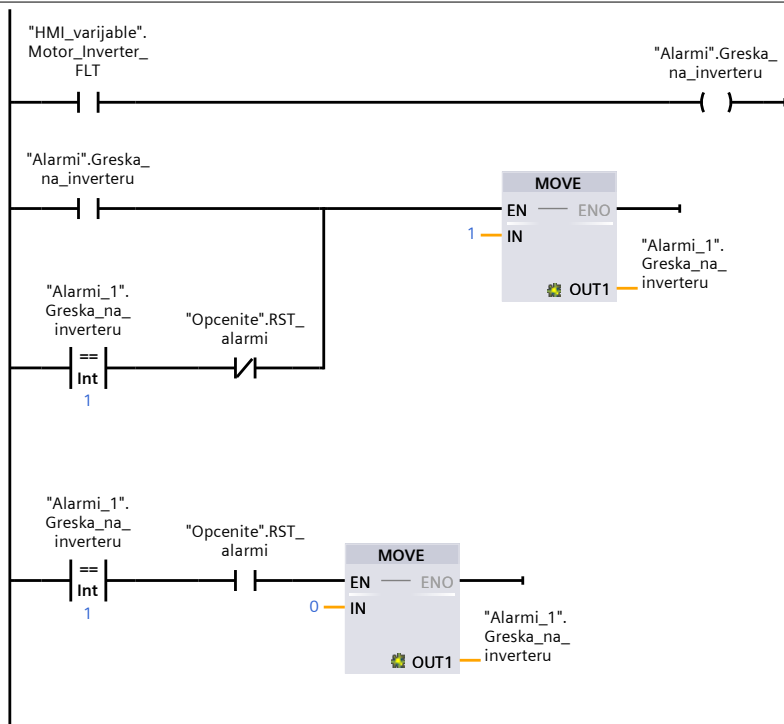 "HMI_varijable".
Motor_Inverter_
FLT
"Alarmi".Greska_
na_inverteru
"Alarmi".Greska_
na_inverteru
MOVE
EN
ENO
1
IN
"Alarmi_1".
Greska_na_
inverteru
OUT1
"Alarmi_1".
Greska_na_
inverteru
"Opcenite".RST_
alarmi
==
Int
1
"Alarmi_1".
Greska_na_
inverteru
"Opcenite".RST_
alarmi
==
Int
1
MOVE
EN
ENO
0
IN
"Alarmi_1".
Greska_na_
inverteru
OUT1